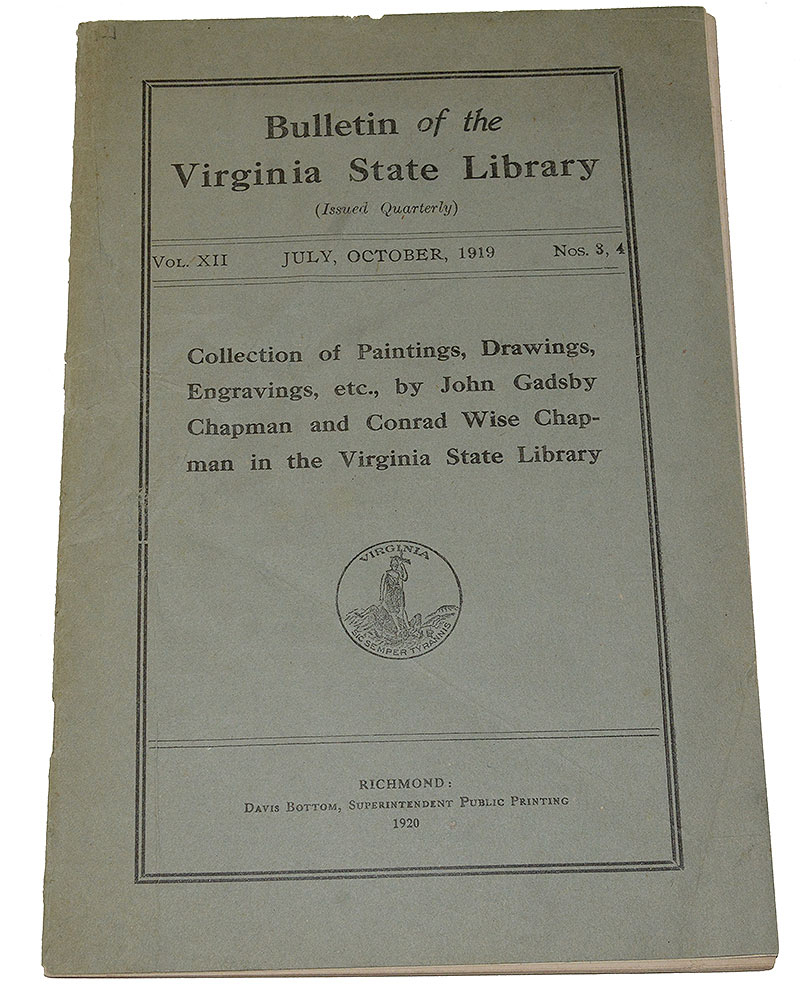 Bulletin of the
Virginia State Library
(Issued Quarterly)
VOL. XII JULY, OCTOBER, 1919 Nos. 3, 4
Collection of Paintings, Drawings,
Engravings, etc., by John Gadsby
Chapman and Conrad Wise Chap-
man in the Virginia State Library
VIRGINIA
SIC SEMPER TYRANNIS
RICHMOND:
DAVIS BOTTOM, SUPERINTENDENT PUBLIC PRINTING
1920